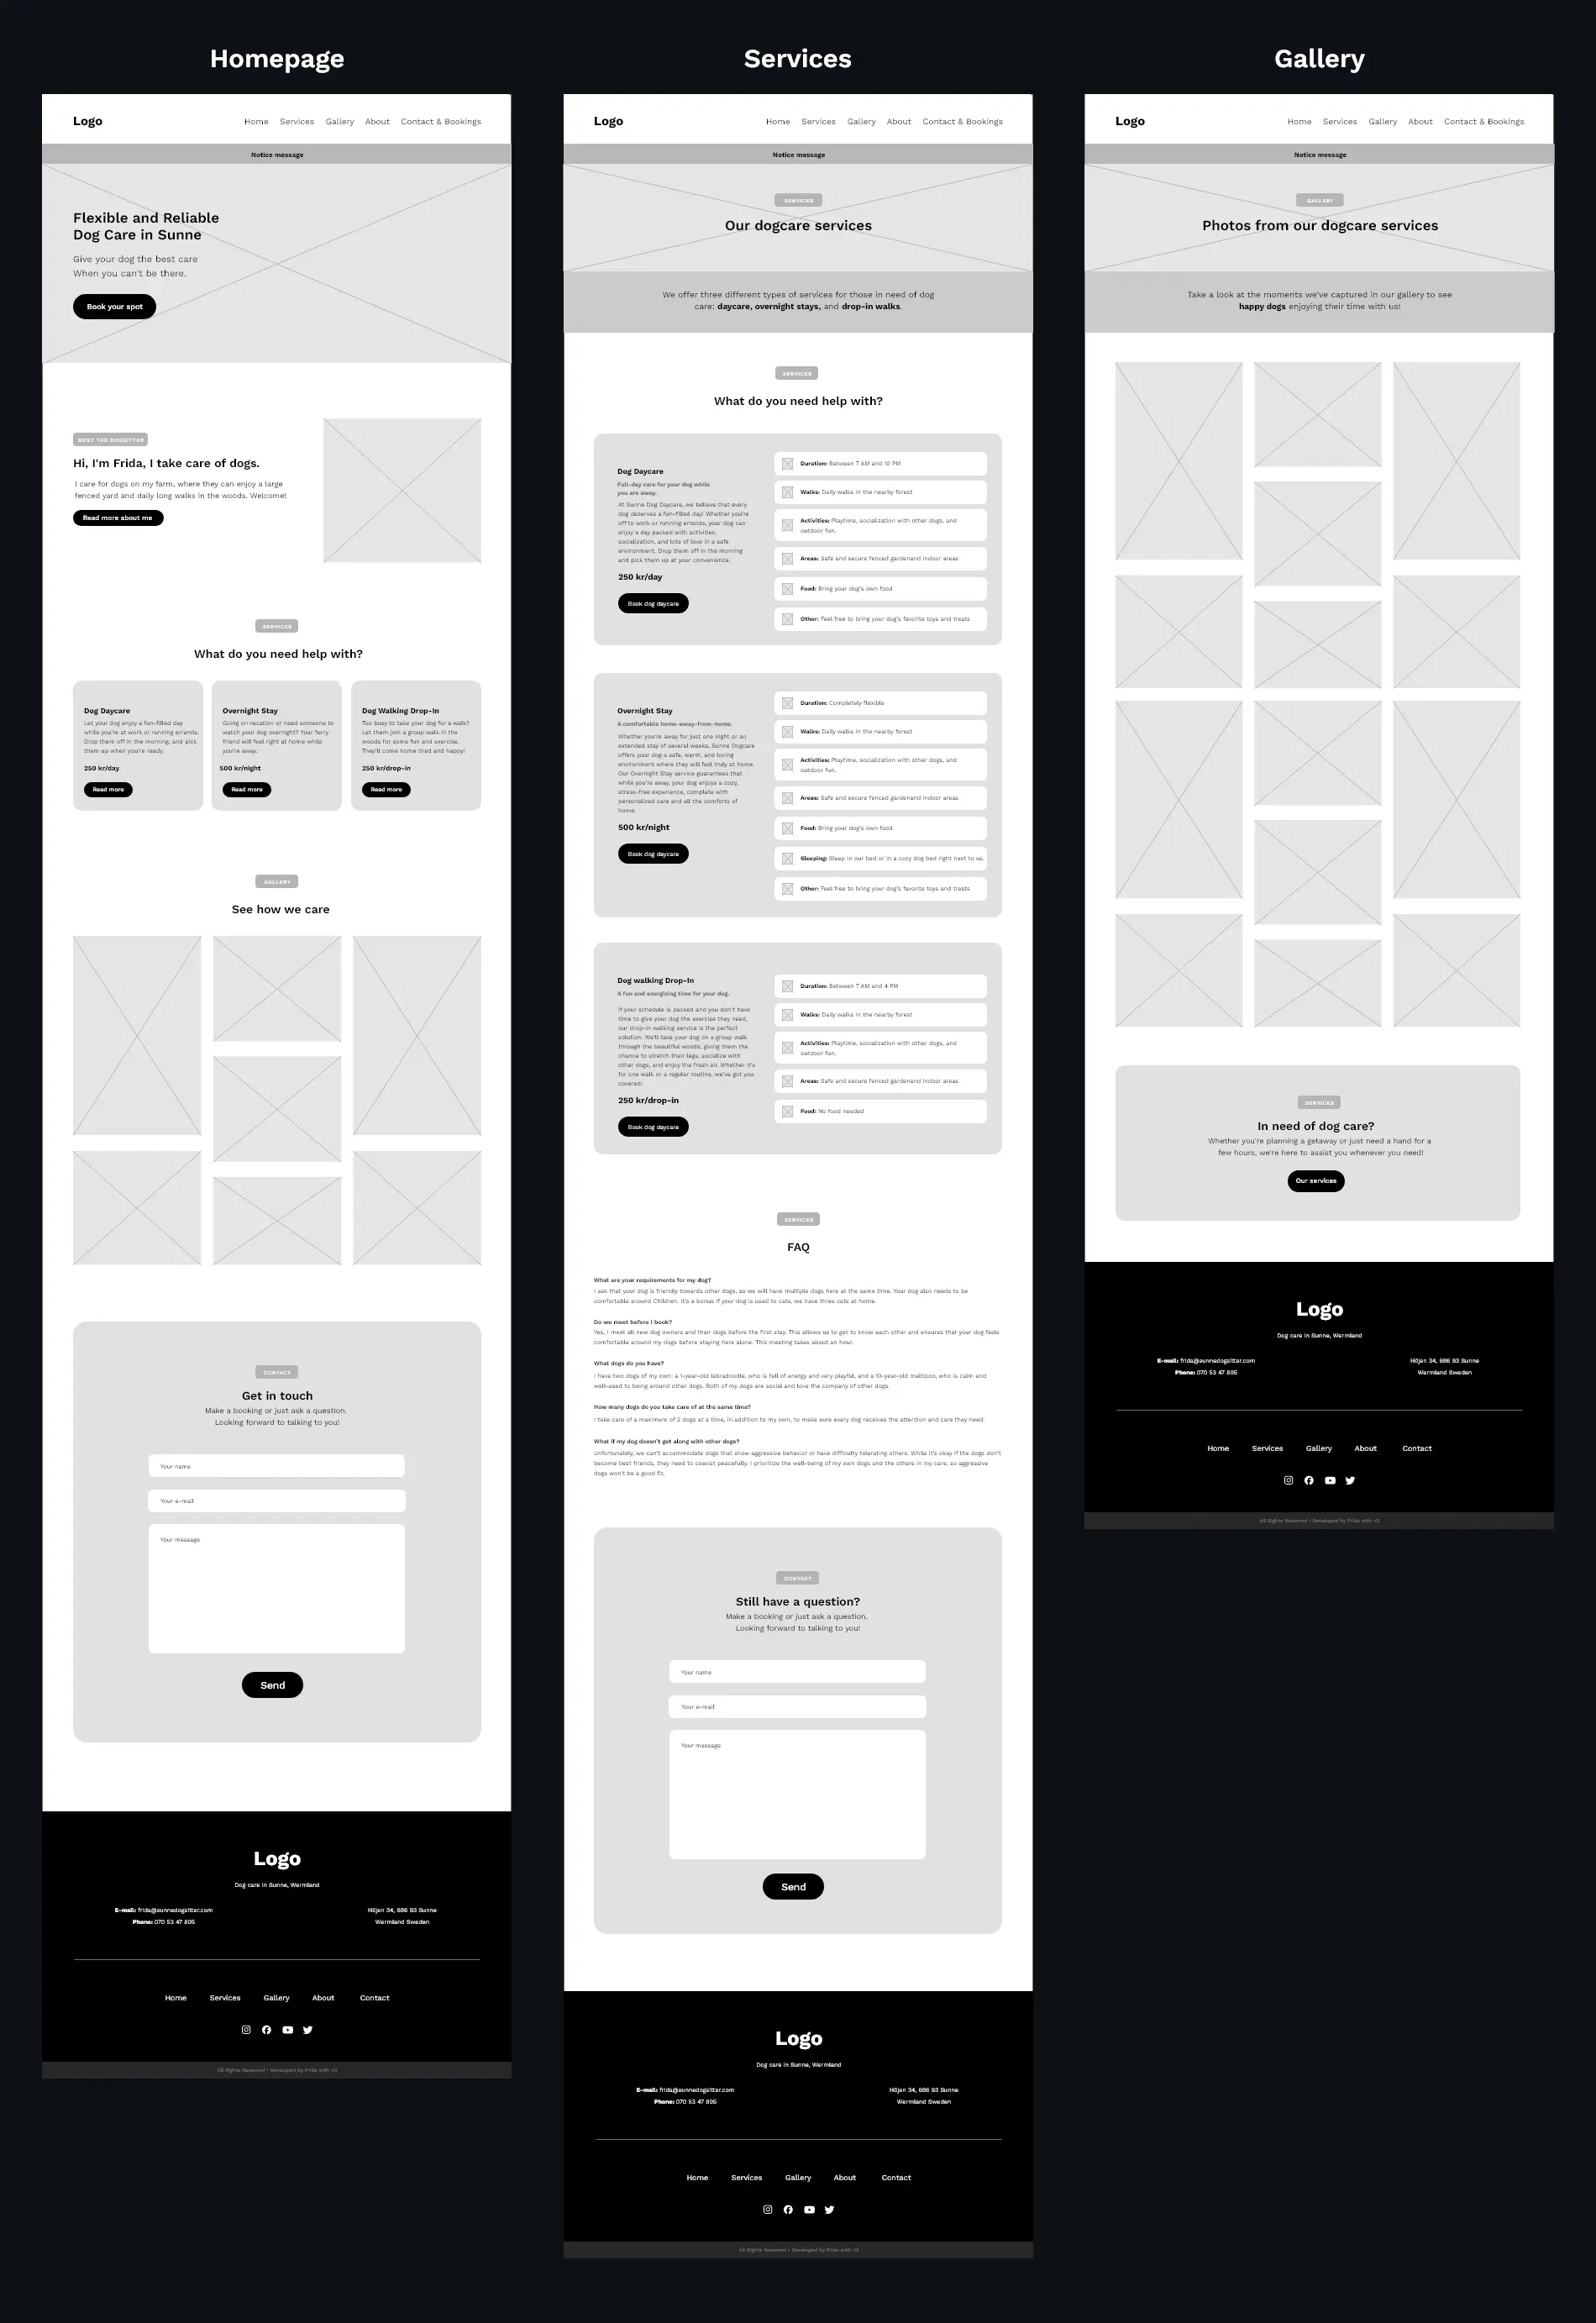 Homepage
Logo
Home Services Gallery About Contact & Bookings
Notice message
Flexible and Reliable
Dog Care in Sunne
Give your dog the best care
When you can't be there.
Book your spot
MEET THE DOGSITTER
Hi, I'm Frida, I take care of dogs.
I care for dogs on my farm, where they can enjoy a large
fenced yard and daily long walks in the woods. Welcome!
Read more about me
SERVICES
What do you need help with?
Dog Daycare
Let your dog enjoy a fun-filled day
while you're at work or running errands.
Drop them off in the morning, and pick
them up when you're ready.
250 kr/day
Read more
Overnight Stay
Going on vacation or need someone to
watch your dog overnight? Your furry
friend will feel right at home while
you're away.
500 kr/night
Read more
Dog Walking Drop-In
Too busy to take your dog for a walk?
Let them join a group walk in the
woods for some fun and exercise.
They'll come home tired and happy!
250 kr/drop-in
Read more
GALLERY
See how we care
CONTACT
Get in touch
Make a booking or just ask a question.
Looking forward to talking to you!
Your name
Your e-mail
Your message
Send
Logo
Dog care in Sunne, Wermland
E-mail: frida@sunnedogsitter.com
Phone: 070 53 47 805
Höjen 34, 686 93 Sunne
Wermland Sweden
Home Services Gallery About Contact
All Rights Reserved • Developed by Frida with <3
Services
Logo
Home Services Gallery About Contact & Bookings
Notice message
SERVICES
Our dogcare services
We offer three different types of services for those in need of dog
care: daycare, overnight stays, and drop-in walks.
SERVICES
What do you need help with?
Dog Daycare
Full-day care for your dog while
you are away.
At Sunne Dog Daycare, we believe that every
dog deserves a fun-filled day! Whether you're
off to work or running errands, your dog can
enjoy a day packed with activities,
socialization, and lots of love in a safe
environment. Drop them off in the morning
and pick them up at your convenience.
250 kr/day
Book dog daycare
Duration: Between 7 AM and 10 PM
Walks: Daily walks in the nearby forest
Activities: Playtime, socialization with other dogs, and
outdoor fun.
Areas: Safe and secure fenced gardenand indoor areas
Food: Bring your dog's own food
Other: Feel free to bring your dog's favorite toys and treats
Overnight Stay
A comfortable home-away-from-home.
Whether you're away for just one night or an
extended stay of several weeks, Sunne Dogcare
offers your dog a safe, warm, and loving
environment where they will feel truly at home.
Our Overnight Stay service guarantees that
while you're away, your dog enjoys a cozy,
stress-free experience, complete with
personalized care and all the comforts of
home.
500 kr/night
Book dog daycare
Duration: Completely flexible
Walks: Daily walks in the nearby forest
Activities: Playtime, socialization with other dogs, and
outdoor fun.
Areas: Safe and secure fenced gardenand indoor areas
Food: Bring your dog's own food
Sleeping: Sleep in our bed or in a cozy dog bed right next to us.
Other: Feel free to bring your dog's favorite toys and treats
Dog walking Drop-In
A fun and energizing time for your dog.
If your schedule is packed and you don't have
time to give your dog the exercise they need,
our drop-in walking service is the perfect
solution. We'll take your dog on a group walk
through the beautiful woods, giving them the
chance to stretch their legs, socialize with
other dogs, and enjoy the fresh air. Whether it's
for one walk or a regular routine, we've got you
covered!
250 kr/drop-in
Book dog daycare
Duration: Between 7 AM and 4 PM
Walks: Daily walks in the nearby forest
Activities: Playtime, socialization with other dogs, and
outdoor fun.
Areas: Safe and secure fenced gardenand indoor areas
Food: No food needed
SERVICES
FAQ
What are your requirements for my dog?
I ask that your dog is friendly towards other dogs, as we will have multiple dogs here at the same time. Your dog also needs to be
comfortable around Children. It's a bonus if your dog is used to cats, we have three cats at home.
Do we meet before I book?
Yes, I meet all new dog owners and their dogs before the first stay. This allows us to get to know each other and ensures that your dog feels
comfortable around my dogs before staying here alone. This meeting takes about an hour.
What dogs do you have?
I have two dogs of my own: a 1-year-old labradoodle, who is full of energy and very playful, and a 10-year-old maltipoo, who is calm and
well-used to being around other dogs. Both of my dogs are social and love the company of other dogs.
How many dogs do you take care of at the same time?
I take care of a maximum of 2 dogs at a time, in addition to my own, to make sure every dog receives the attention and care they need.
What if my dog doesn't get along with other dogs?
Unfortunately, we can't accommodate dogs that show aggressive behavior or have difficulty tolerating others. While it's okay if the dogs don't
become best friends, they need to coexist peacefully. I prioritize the well-being of my own dogs and the others in my care, so aggressive
dogs won't be a good fit.
CONTACT
Still have a question?
Make a booking or just ask a question.
Looking forward to talking to you!
Your name
Your e-mail
Your message
Send
Logo
Dog care in Sunne, Wermland
E-mail: frida@sunnedogsitter.com
Phone: 070 53 47 805
Höjen 34, 686 93 Sunne
Wermland Sweden
Home Services Gallery About Contact
All Rights Reserved • Developed by Frida with <3
Gallery
Logo
Home Services Gallery About Contact & Bookings
Notice message
GALLERY
Photos from our dogcare services
Take a look at the moments we've captured in our gallery to see
happy dogs enjoying their time with us!
SERVICES
In need of dog care?
Whether you're planning a getaway or just need a hand for a
few hours, we're here to assist you whenever you need!
Our services
Logo
Dog care in Sunne, Wermland
E-mail: frida@sunnedogsitter.com
Phone: 070 53 47 805
Höjen 34, 686 93 Sunne
Wermland Sweden
Home Services Gallery About Contact
All Rights Reserved • Developed by Frida with <3